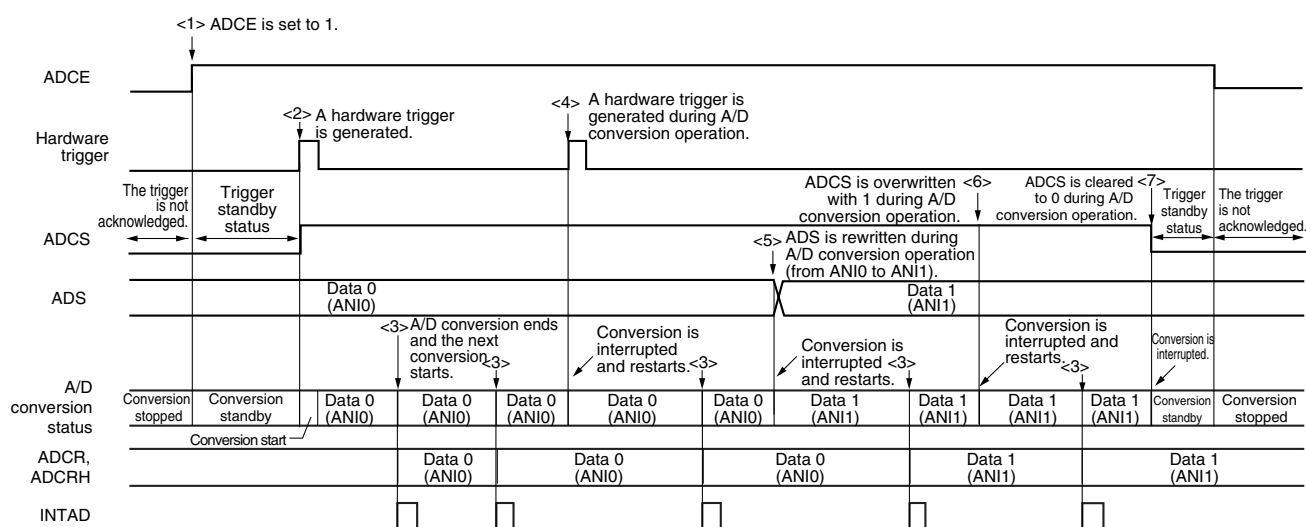 <1> ADCE is set to 1.
ADCE
<2> A hardware trigger
is generated.
<4> A hardware trigger is
generated during A/D
conversion operation.
Hardware
trigger
The trigger
is not
acknowledged.
Trigger
standby
status
ADCS is overwritten <6>
with 1 during A/D
conversion operation.
ADCS is cleared <7>
to 0 during A/D
conversion operation.
Trigger
standby
status
The trigger
is not
acknowledged.
ADCS
<5> ADS is rewritten during
A/D conversion operation
(from ANI0 to ANI1).
ADS
Data 0
(ANI0)
Data 1
(ANI1)
<3> A/D conversion ends
and the next
conversion
starts.
<3>
Conversion is
interrupted
and restarts.
<3>
Conversion is
interrupted
and restarts.
<3>
Conversion is
interrupted and
restarts.
<3>
Conversion is
interrupted.
A/D
conversion
status
Conversion
stopped
Conversion
standby
Conversion start
Data 0
(ANI0)
Data 0
(ANI0)
Data 0
(ANI0)
Data 0
(ANI0)
Data 0
(ANI0)
Data 1
(ANI1)
Data 1
(ANI1)
Data 1
(ANI1)
Data 1
(ANI1)
Conversion
standby
Conversion
stopped
ADCR,
ADCRH
Data 0
(ANI0)
Data 0
(ANI0)
Data 0
(ANI0)
Data 1
(ANI1)
Data 1
(ANI1)
INTAD